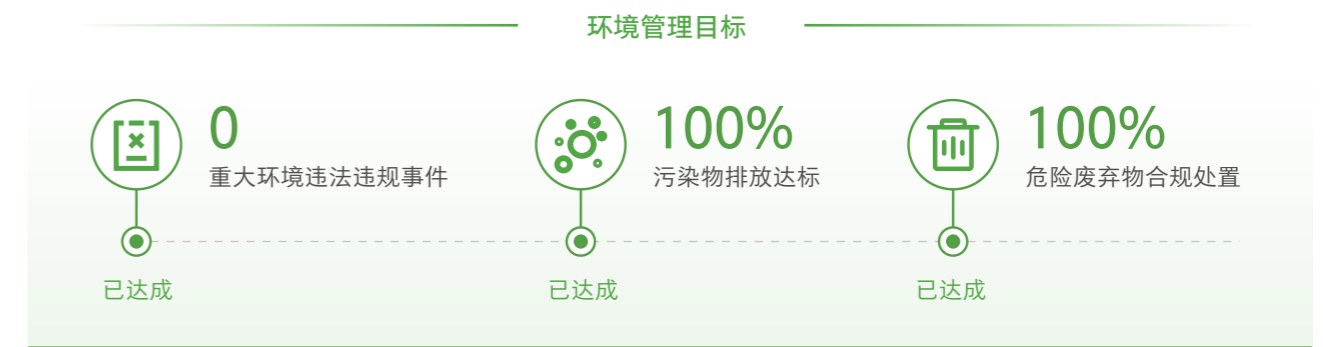 环境管理目标
0
重大环境违法违规事件
已达成
100%
污染物排放达标
已达成
100%
危险废弃物合规处置
已达成